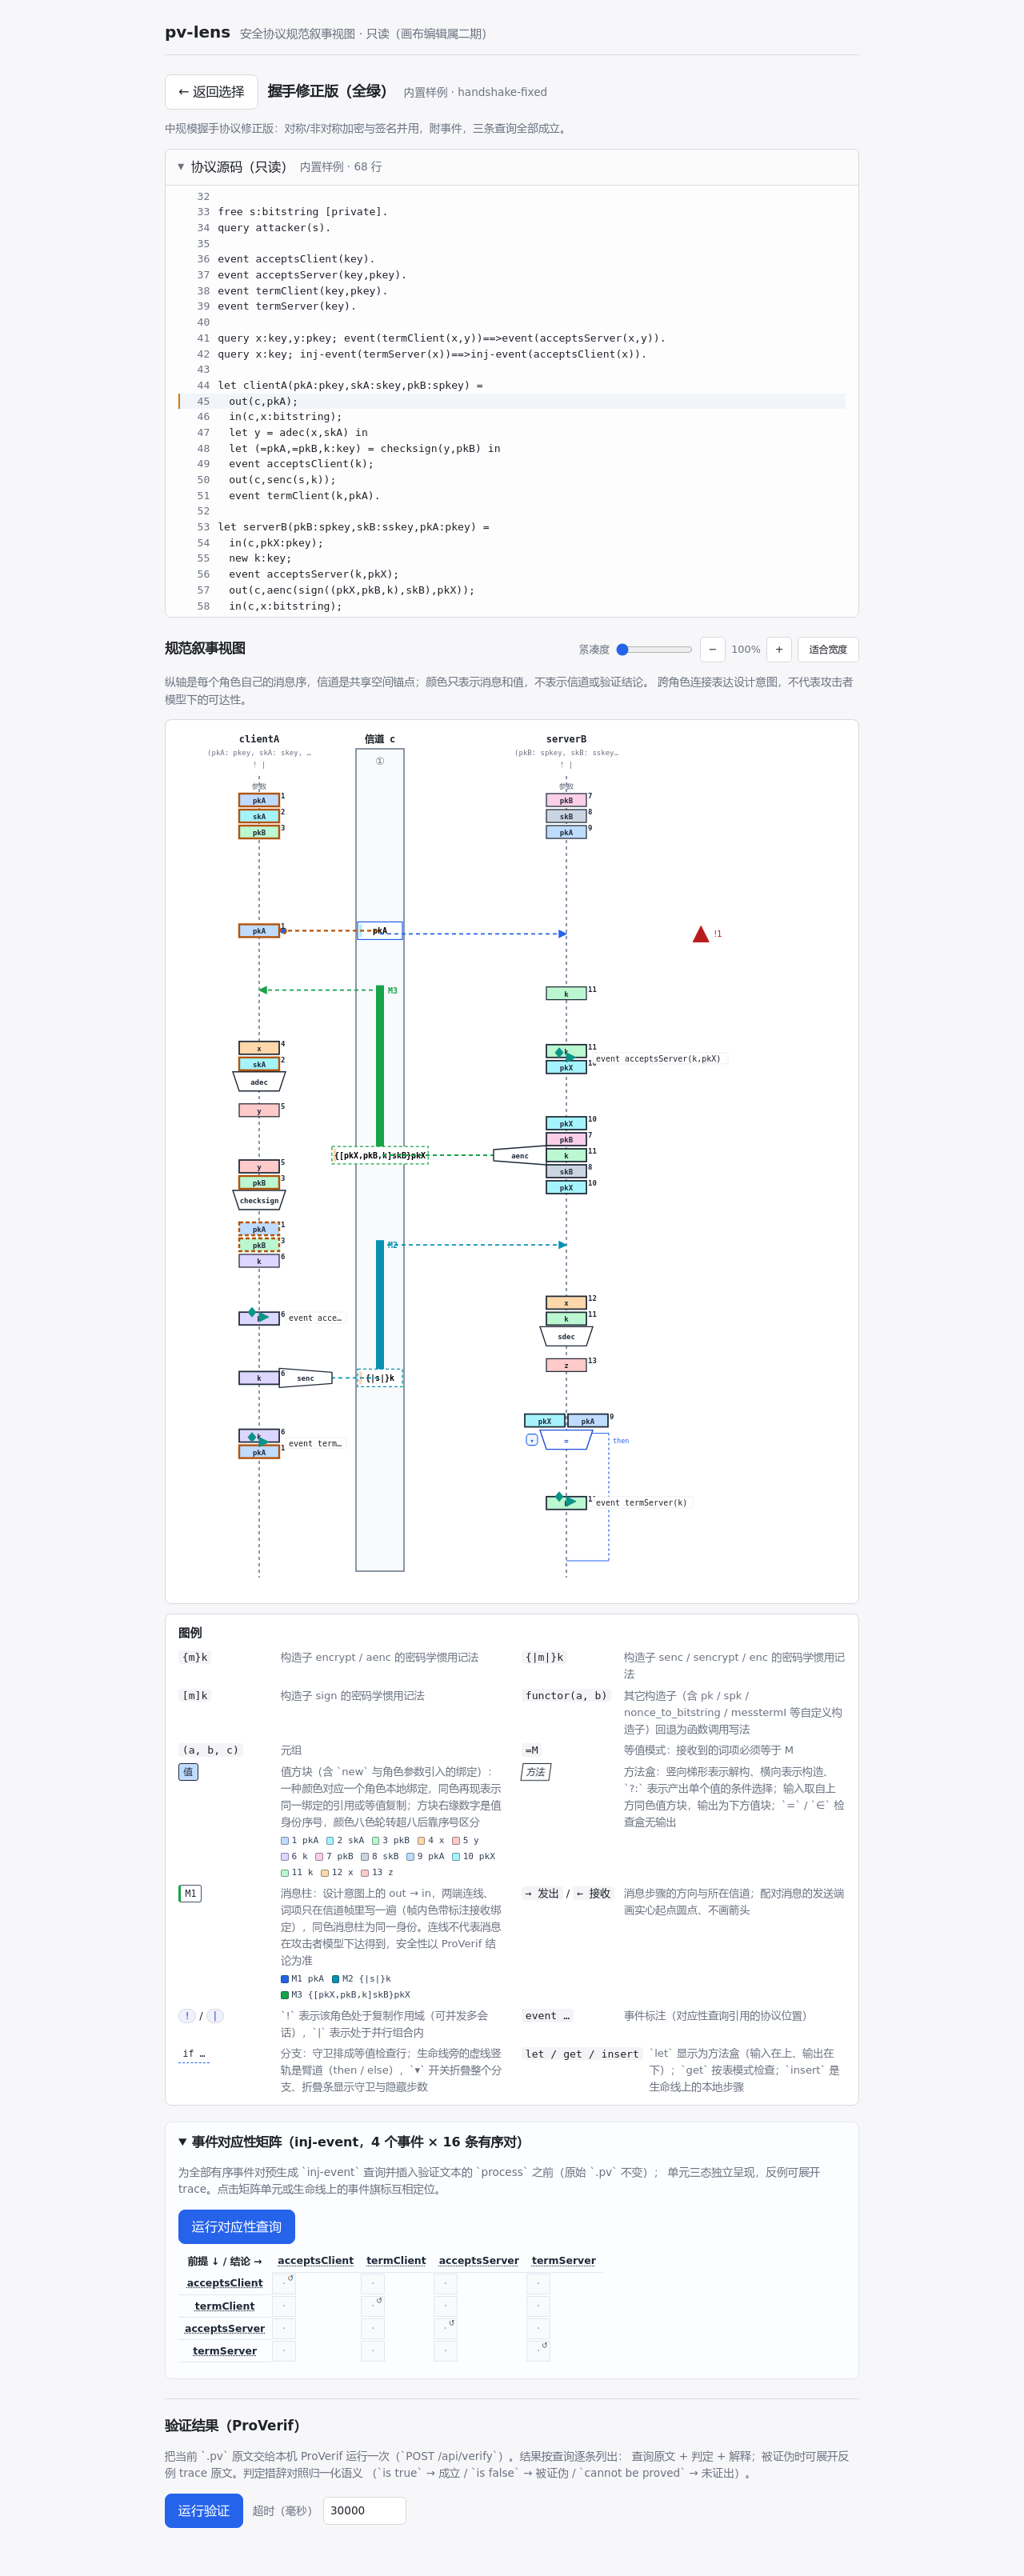 pv-lens 安全协议规范叙事视图 · 只读（画布编辑属二期）
← 返回选择 握手修正版（全绿） 内置样例 · handshake-fixed
中规模握手协议修正版：对称/非对称加密与签名并用，附事件，三条查询全部成立。
▼ 协议源码（只读） 内置样例 · 68 行
32
33 free s:bitstring [private].
34 query attacker(s).
35
36 event acceptsClient(key).
37 event acceptsServer(key,pkey).
38 event termClient(key,pkey).
39 event termServer(key).
40
41 query x:key,y:pkey; event(termClient(x,y))==>event(acceptsServer(x,y)).
42 query x:key; inj-event(termServer(x))==>inj-event(acceptsClient(x)).
43
44 let clientA(pkA:pkey,skA:skey,pkB:spkey) =
45 out(c,pkA);
46 in(c,x:bitstring);
47 let y = adec(x,skA) in
48 let (=pkA,=pkB,k:key) = checksign(y,pkB) in
49 event acceptsClient(k);
50 out(c,senc(s,k));
51 event termClient(k,pkA).
52
53 let serverB(pkB:spkey,skB:sskey,pkA:pkey) =
54 in(c,pkX:pkey);
55 new k:key;
56 event acceptsServer(k,pkX);
57 out(c,aenc(sign((pkX,pkB,k),skB),pkX));
58 in(c,x:bitstring);
规范叙事视图 紧凑度 − 100% + 适合宽度
纵轴是每个角色自己的消息序，信道是共享空间锚点；颜色只表示消息和值，不表示信道或验证结论。 跨角色连接表达设计意图，不代表攻击者
模型下的可达性。
clientA 信道 c serverB
(pkA: pkey, skA: skey, … (pkB: spkey, skB: sskey…
! | ① ! |
参数 参数
pkA 1 pkB 7
skA 2 skB 8
pkB 3 pkA 9
pkA 1 pkA !1
M3 k 11
x 4 k 11
skA 2 pkX event acceptsServer(k,pkX)
adec
y 5 pkX 10
pkB 7
{[pkX,pkB,k]skB}pkX aenc k 11
y 5 skB 8
pkB 3 pkX 10
checksign
pkA 1
pkB 3 M2
k 6
x 12
6 event acce… k 11
sdec
z 13
k 6 senc {|s|}k
pkX pkA 9
k 6 event term… ▾ = then
pkA 1
event termServer(k)
图例
{m}k 构造子 encrypt / aenc 的密码学惯用记法
{|m|}k 构造子 senc / sencrypt / enc 的密码学惯用记
法
[m]k 构造子 sign 的密码学惯用记法
functor(a, b) 其它构造子（含 pk / spk /
nonce_to_bitstring / messtermI 等自定义构
造子）回退为函数调用写法
(a, b, c) 元组
=M 等值模式：接收到的词项必须等于 M
值 值方块（含 `new` 与角色参数引入的绑定）：
一种颜色对应一个角色本地绑定，同色再现表示
同一绑定的引用或等值复制；方块右缘数字是值
身份序号，颜色八色轮转超八后靠序号区分
1 pkA 2 skA 3 pkB 4 x 5 y
6 k 7 pkB 8 skB 9 pkA 10 pkX
11 k 12 x 13 z
方法 方法盒：竖向梯形表示解构、横向表示构造、
`?:` 表示产出单个值的条件选择；输入取自上
方同色值方块，输出为下方值块；`=` / `∈` 检
查盒无输出
M1 消息柱：设计意图上的 out → in，两端连线、
词项只在信道帧里写一遍（帧内色带标注接收绑
定），同色消息柱为同一身份。连线不代表消息
在攻击者模型下达得到，安全性以 ProVerif 结
论为准
M1 pkA M2 {|s|}k
M3 {[pkX,pkB,k]skB}pkX
→ 发出 / ← 接收 消息步骤的方向与所在信道；配对消息的发送端
画实心起点圆点、不画箭头
! / | `!` 表示该角色处于复制作用域（可并发多会
话），`|` 表示处于并行组合内
event … 事件标注（对应性查询引用的协议位置）
if … 分支：守卫排成等值检查行；生命线旁的虚线竖
轨是臂道（then / else），`▾` 开关折叠整个分
支、折叠条显示守卫与隐藏步数
let / get / insert `let` 显示为方法盒（输入在上、输出在
下）；`get` 按表模式检查；`insert` 是
生命线上的本地步骤
▼ 事件对应性矩阵（inj-event，4 个事件 × 16 条有序对）
为全部有序事件对预生成 `inj-event` 查询并插入验证文本的 `process` 之前（原始 `.pv` 不变）； 单元三态独立呈现，反例可展开
trace。点击矩阵单元或生命线上的事件旗标互相定位。
运行对应性查询
前提 ↓ / 结论 → acceptsClient termClient acceptsServer termServer
acceptsClient · ↺ · · ·
termClient · · ↺ · ·
acceptsServer · · · ↺ ·
termServer · · · · ↺
验证结果（ProVerif）
把当前 `.pv` 原文交给本机 ProVerif 运行一次（`POST /api/verify`）。结果按查询逐条列出： 查询原文 + 判定 + 解释；被证伪时可展开反
例 trace 原文。判定措辞对照归一化语义 （`is true` → 成立 / `is false` → 被证伪 / `cannot be proved` → 未证出）。
运行验证 超时（毫秒） 30000